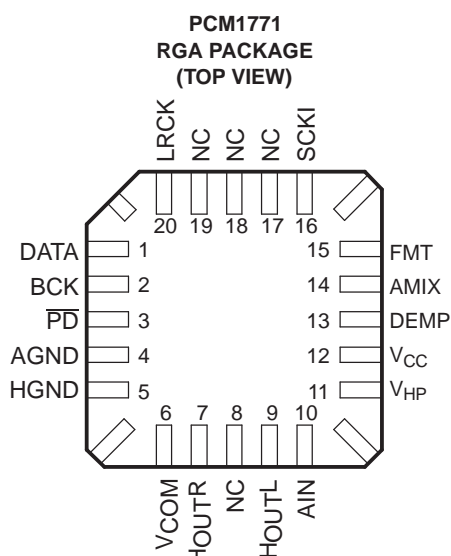 PCM1771
RGA PACKAGE
(TOP VIEW)
LRCK
NC
NC
NC
SCKI
20 19 18 17 16
DATA 1
BCK 2
PD 3
AGND 4
HGND 5
15 FMT
14 AMIX
13 DEMP
12 VCC
11 VHP
6 7 8 9 10
VCOM
HOUTR
NC
HOUTL
AIN